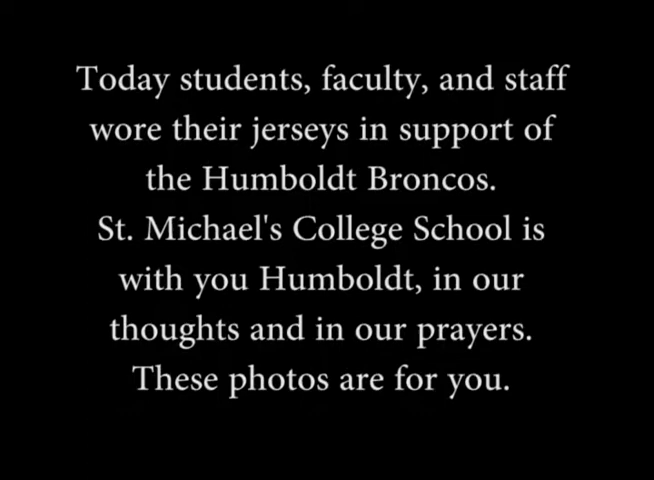 Today students, faculty, and staff
wore their jerseys in support of
the Humboldt Broncos.
St. Michael's College School is
with you Humboldt, in our
thoughts and in our prayers.
These photos are for you.